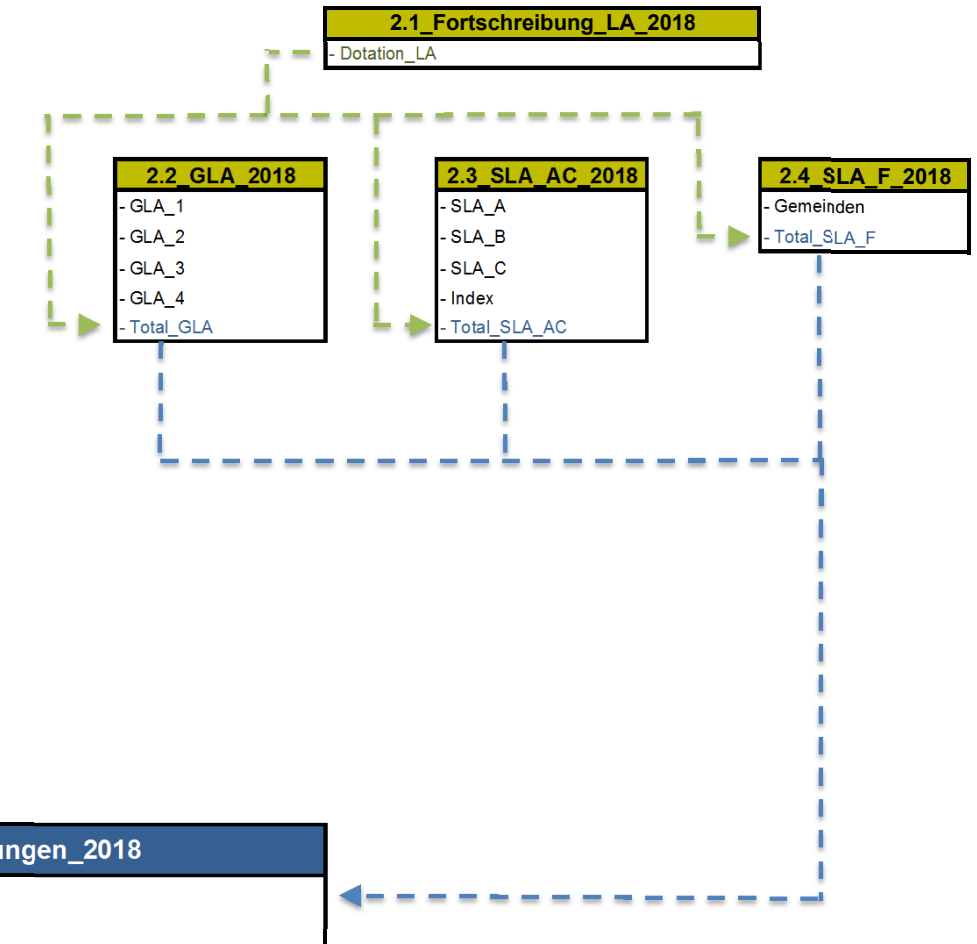 2.1_Fortschreibung_LA_2018
- Dotation_LA
2.2_GLA_2018
- GLA_1
- GLA_2
- GLA_3
- GLA_4
- Total_GLA
2.3_SLA_AC_2018
- SLA_A
- SLA_B
- SLA_C
- Index
- Total_SLA_AC
2.4_SLA_F_2018
- Gemeinden
- Total_SLA_F
ungen_2018